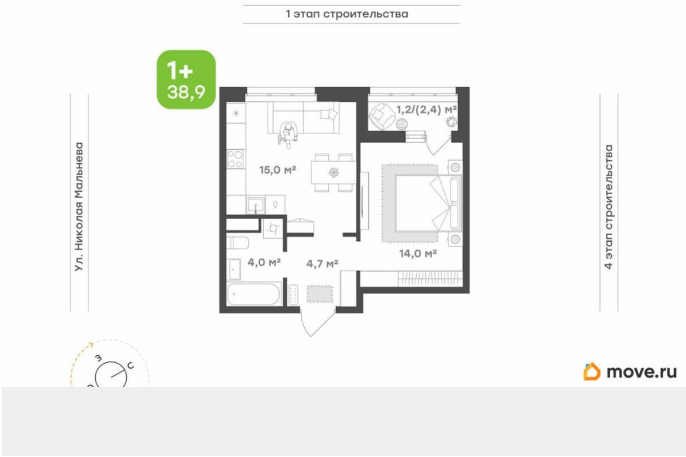 1 этап строительства
1+
38,9
1,2/(2,4) м²
15,0 м²
Ул. Николая Мальнева
4 этап строительства
4,0 м²
4,7 м²
14,0 м²
З
С
move.ru